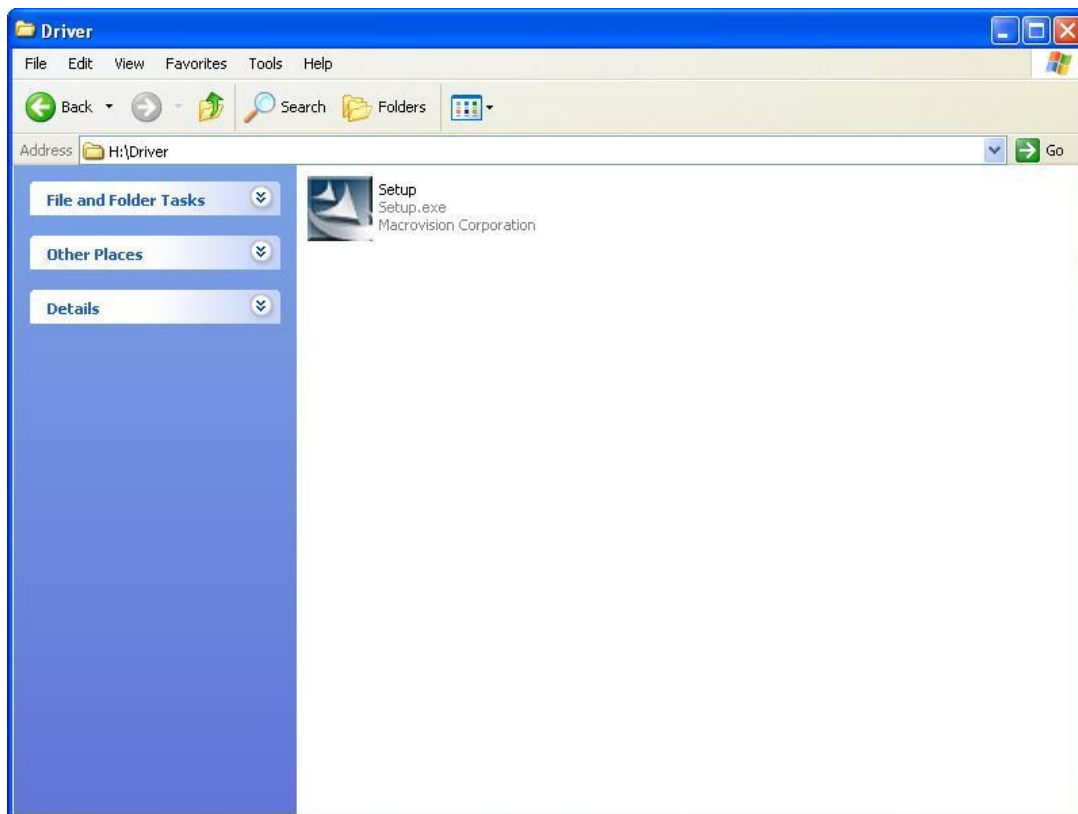 Driver
File Edit View Favorites Tools Help
Back Search Folders
Address H:\Driver Go
File and Folder Tasks
Other Places
Details
Setup
Setup.exe
Macrovision Corporation